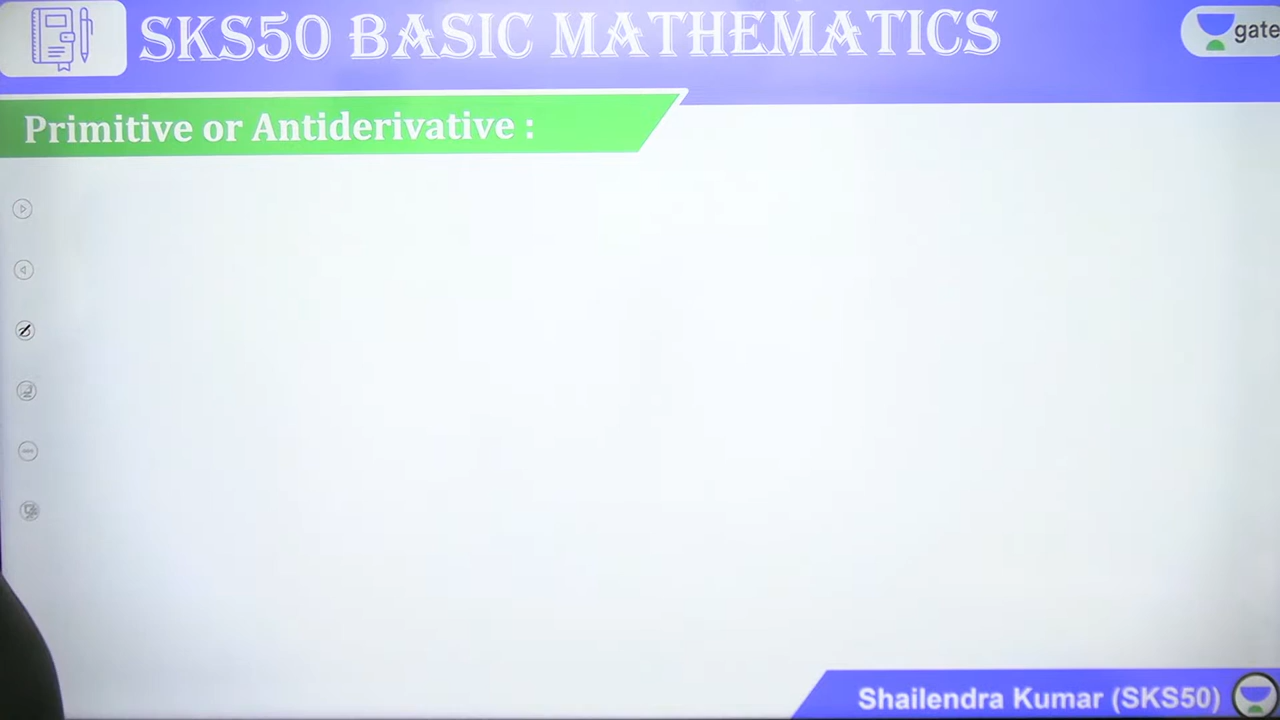 SKS50 BASIC MATHEMATICS
gate
Primitive or Antiderivative :
Shailendra Kumar (SKS50)